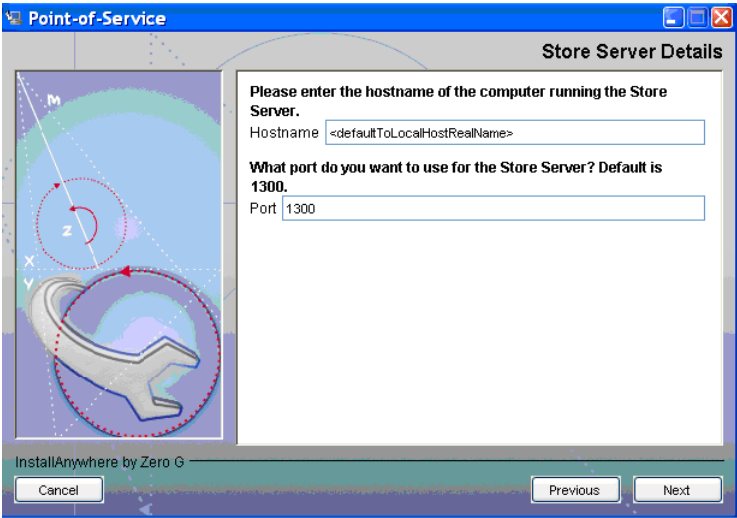 Point-of-Service
Store Server Details
Please enter the hostname of the computer running the Store
Server.
Hostname <defaultToLocalHostRealName>
What port do you want to use for the Store Server? Default is
1300.
Port 1300
M
Z
X
Y
InstallAnywhere by Zero G
Cancel Previous Next